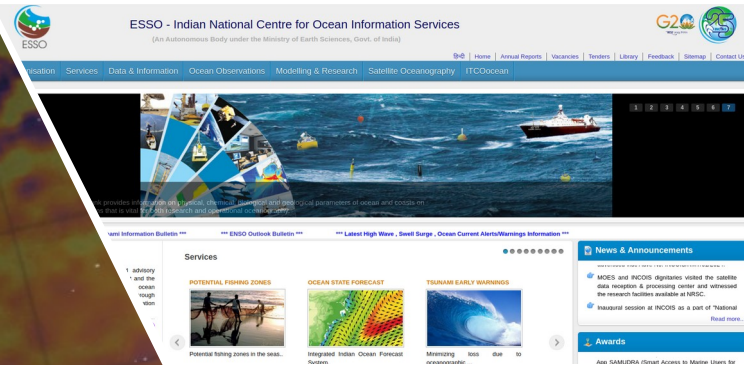 ESSO - Indian National Centre for Ocean Information Services
(An Autonomous Body under the Ministry of Earth Sciences, Govt. of India)
ESSO
G20
25
हिन्दी | Home | Annual Reports | Vacancies | Tenders | Library | Feedback | Sitemap | Contact Us
nisation Services Data & Information Ocean Observations Modelling & Research Satellite Oceanography ITCOocean
1 2 3 4 5 6 7
provides information on physical, chemical, biological and geological parameters of ocean and coasts on
that is vital for both research and operational oceanography.
ami Information Bulletin *** *** ENSO Outlook Bulletin *** *** Latest High Wave , Swell Surge , Ocean Current Alerts/Warnings Information ***
advisory
and the
ocean
Services
POTENTIAL FISHING ZONES
Potential fishing zones in the seas..
OCEAN STATE FORECAST
Integrated Indian Ocean Forecast
System
TSUNAMI EARLY WARNINGS
Minimizing loss due to
oceanographic ...
News & Announcements
MOES and INCOIS dignitaries visited the satellite
data reception & processing center and witnessed
the research facilities available at NRSC.
Inaugural session at INCOIS as a part of "National
Read more..
Awards
App SAMUDRA (Smart Access to Marine Users for